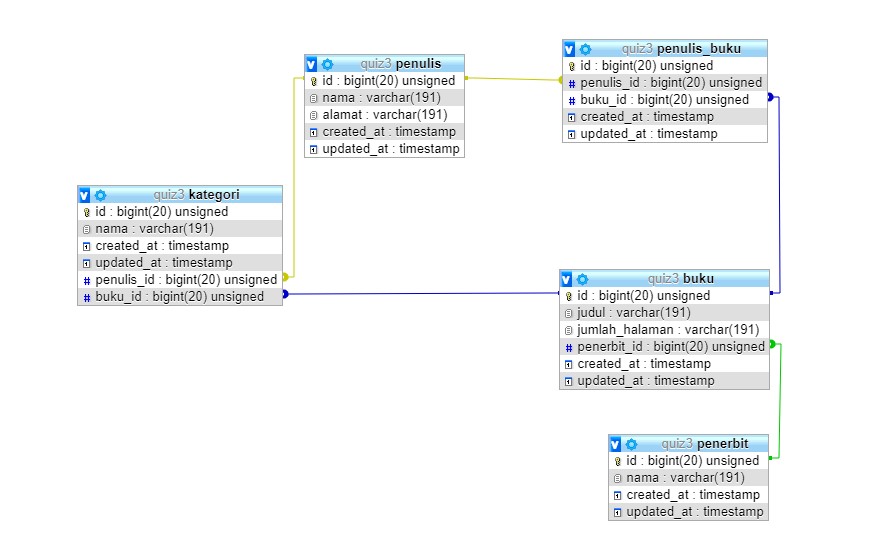 quiz3 penulis
id : bigint(20) unsigned
nama : varchar(191)
alamat : varchar(191)
created_at : timestamp
updated_at : timestamp
quiz3 penulis_buku
id : bigint(20) unsigned
penulis_id : bigint(20) unsigned
buku_id : bigint(20) unsigned
created_at : timestamp
updated_at : timestamp
quiz3 kategori
id : bigint(20) unsigned
nama : varchar(191)
created_at : timestamp
updated_at : timestamp
penulis_id : bigint(20) unsigned
buku_id : bigint(20) unsigned
quiz3 buku
id : bigint(20) unsigned
judul : varchar(191)
jumlah_halaman : varchar(191)
penerbit_id : bigint(20) unsigned
created_at : timestamp
updated_at : timestamp
quiz3 penerbit
id : bigint(20) unsigned
nama : varchar(191)
created_at : timestamp
updated_at : timestamp